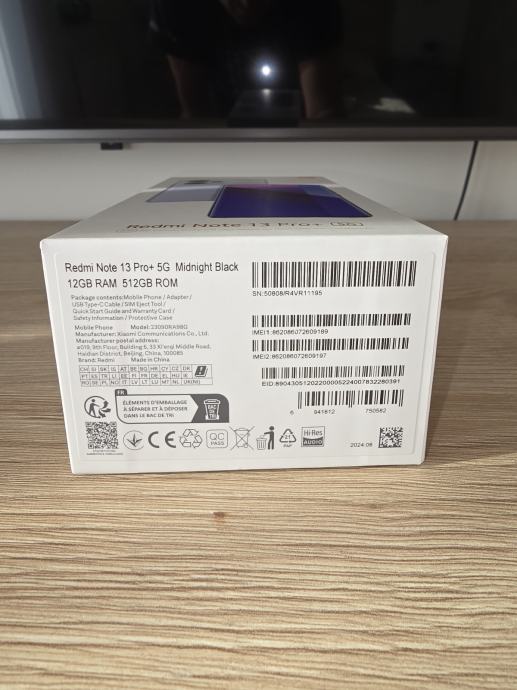 Redmi Note 13 Pro+ 5G
Redmi Note 13 Pro+ 5G Midnight Black
12GB RAM 512GB ROM
Package contents: Mobile Phone / Adapter /
USB Type-C Cable / SIM Eject Tool /
Quick Start Guide and Warranty Card /
Safety Information / Protective Case
Mobile Phone Model: 23090RA98G
Manufacturer: Xiaomi Communications Co., Ltd.
Manufacturer postal address:
#019, 9th Floor, Building 6, 33 Xi'erqi Middle Road,
Haidian District, Beijing, China, 100085
Brand: Redmi Made in China
SN:50808/R4VR11195
IMEI1:862086072609189
IMEI2:862086072609197
EID:89043051202200005224007832280391
6 941812 750582
FR
ÉLÉMENTS D'EMBALLAGE
À SÉPARER ET À DÉPOSER
DANS LE BAC DE TRI
CE
QC
PASS
21
PAP
Hi-Res
AUDIO
2024.06